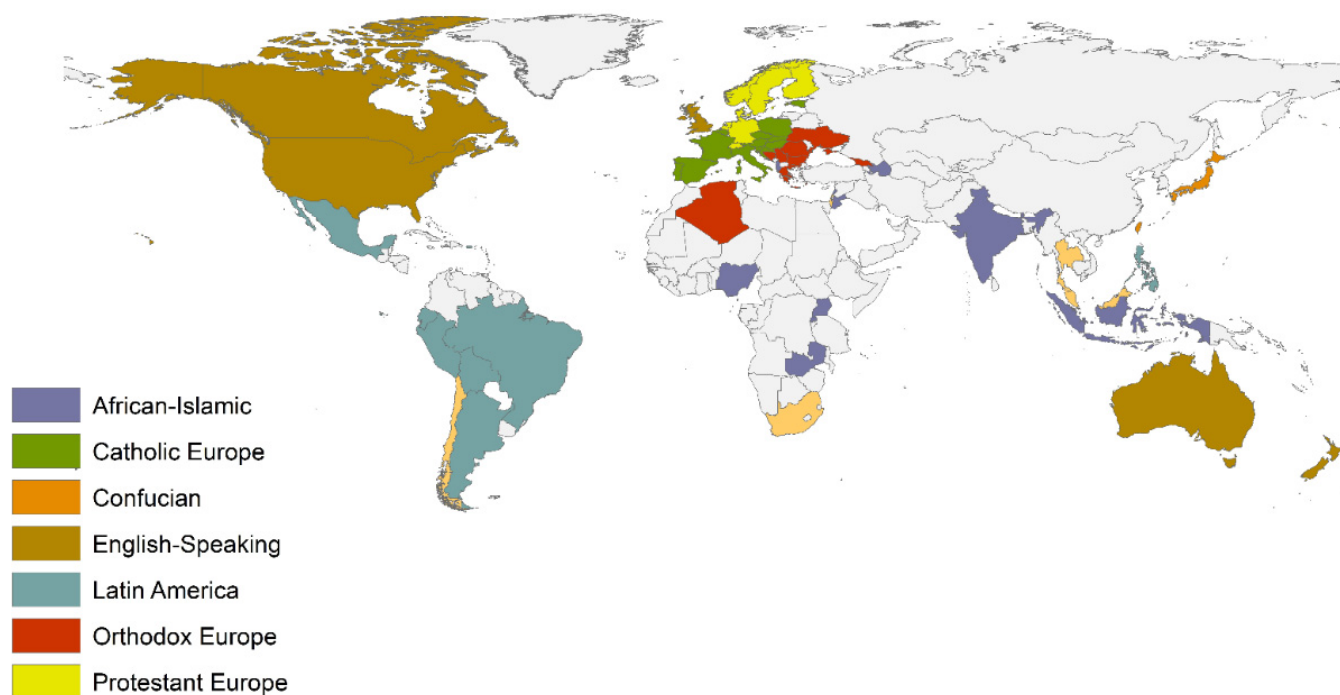 African-Islamic
Catholic Europe
Confucian
English-Speaking
Latin America
Orthodox Europe
Protestant Europe